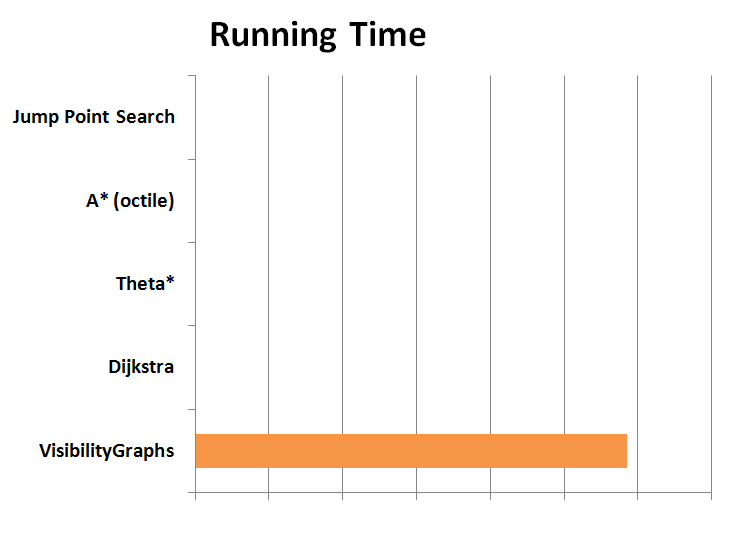 Running Time
Jump Point Search
A* (octile)
Theta*
Dijkstra
VisibilityGraphs